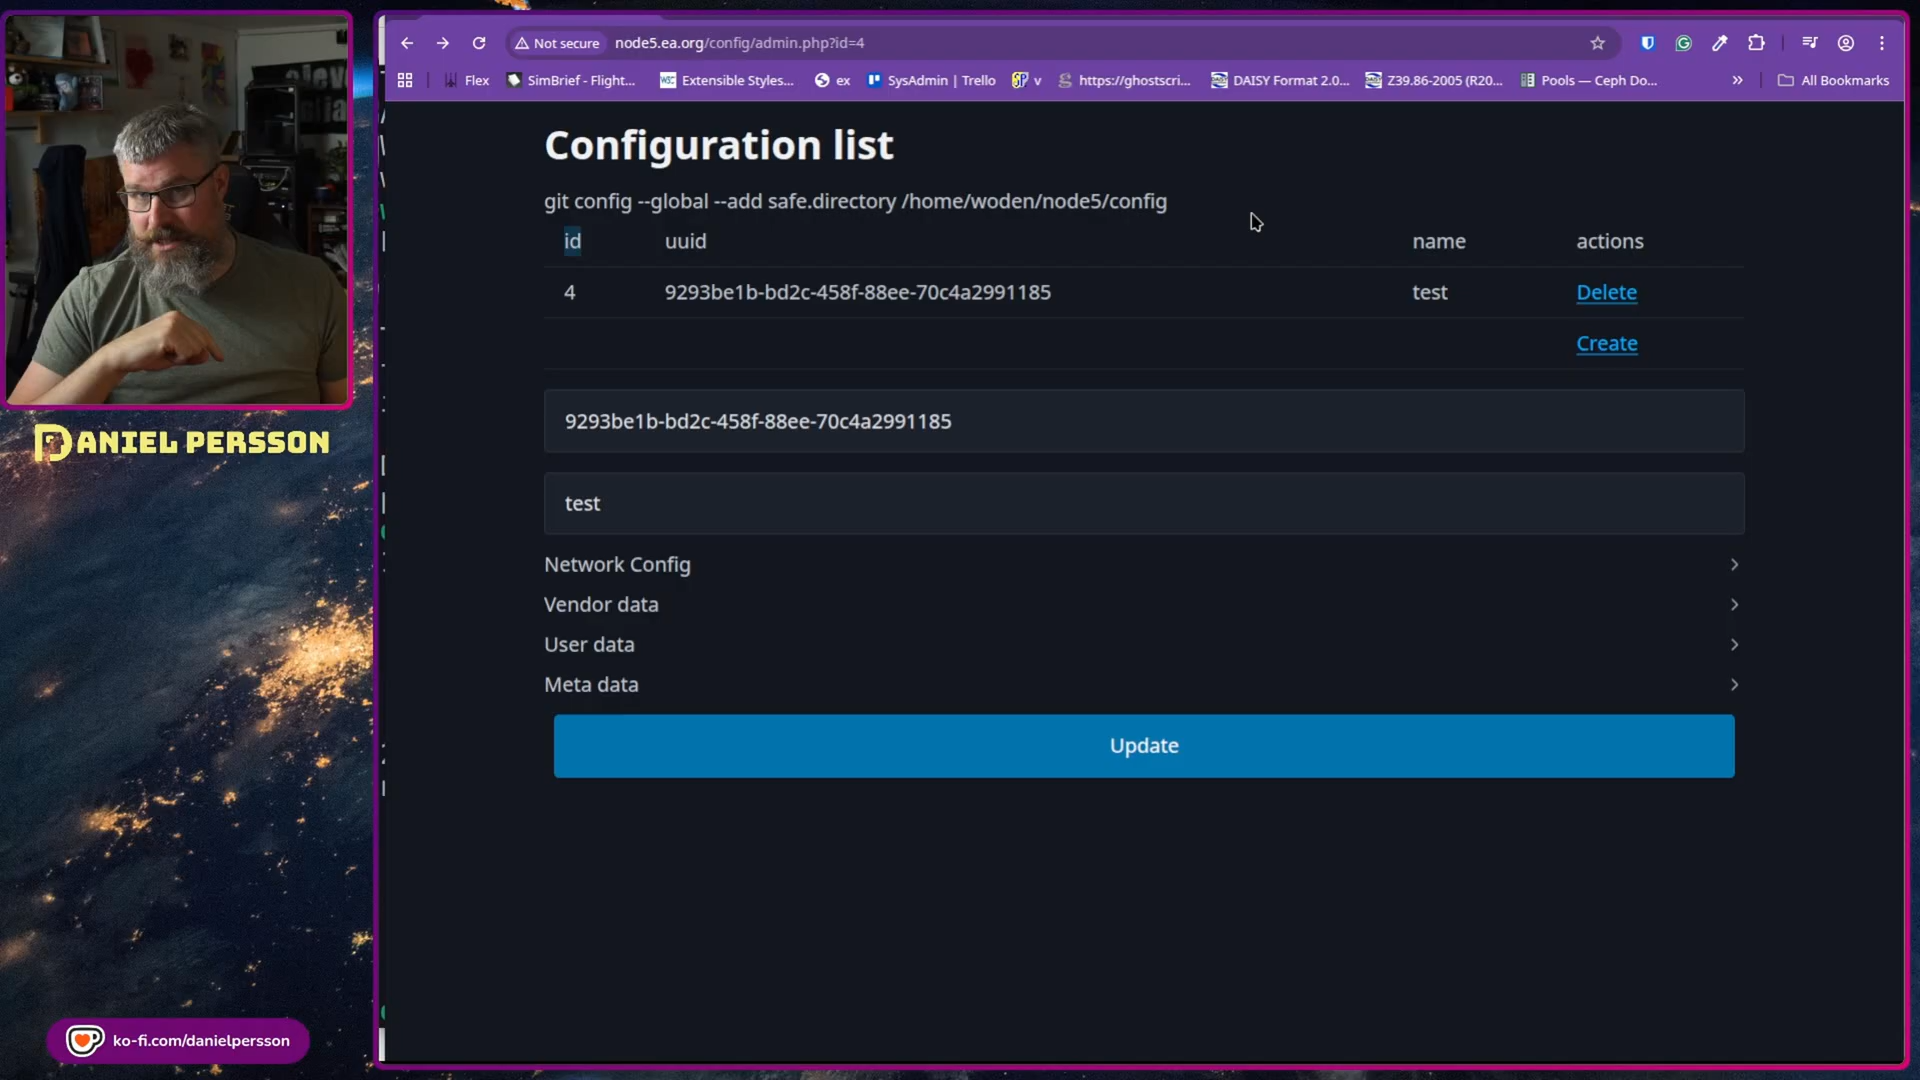 Not secure
node5.ea.org/config/admin.php?id=4
Flex
SimBrief - Flight...
Extensible Styles...
ex
SysAdmin | Trello
v
https://ghostscri...
DAISY Format 2.0...
Z39.86-2005 (R20...
Pools — Ceph Do...
»
All Bookmarks
Configuration list
git config --global --add safe.directory /home/woden/node5/config
id uuid name actions
4 9293be1b-bd2c-458f-88ee-70c4a2991185 test Delete
Create
9293be1b-bd2c-458f-88ee-70c4a2991185
test
Network Config
Vendor data
User data
Meta data
Update
DANIEL PERSSON
ko-fi.com/danielpersson